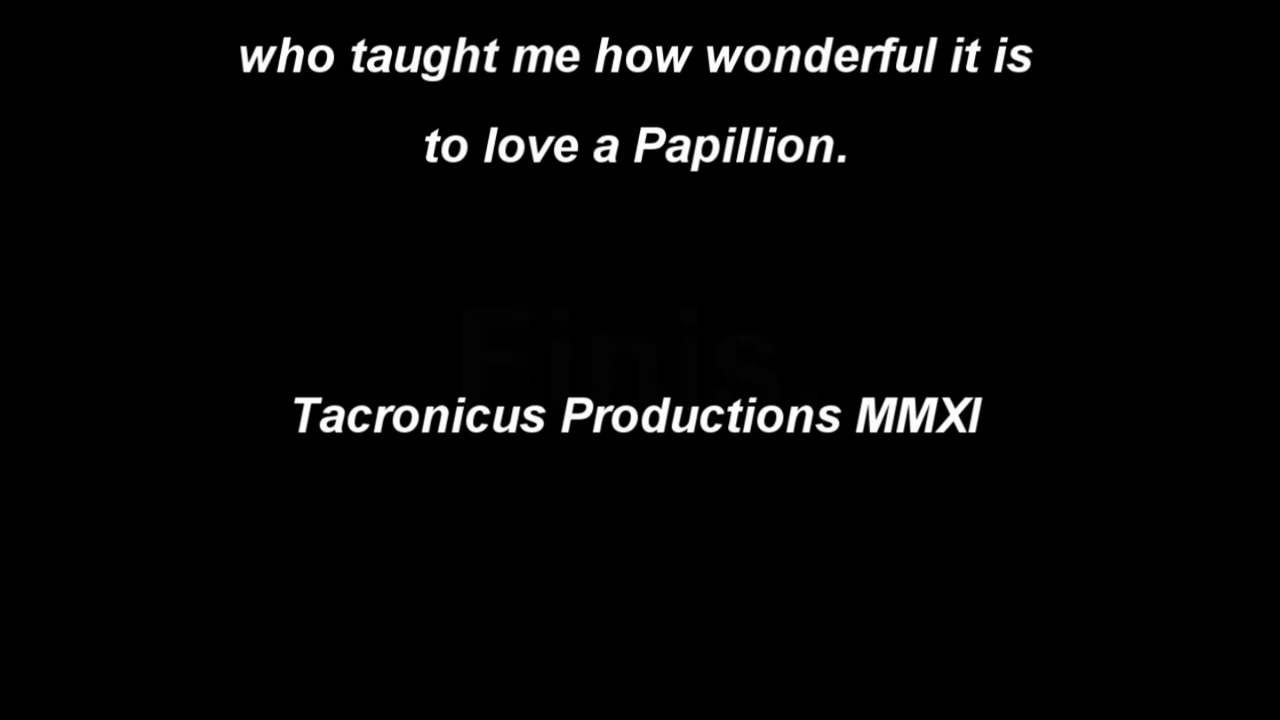 who taught me how wonderful it is
to love a Papillion.
Finis.
Tacronicus Productions MMXI